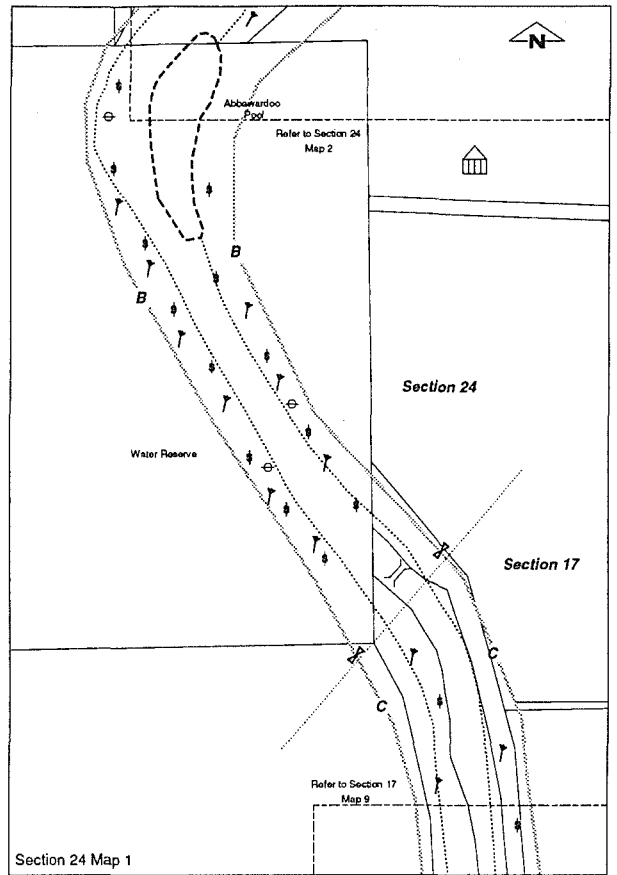 N
Abbawardoo
Pool
Refer to Section 24
Map 2
B
B
Section 24
Water Reserve
Section 17
C
C
Refer to Section 17
Map 9
Section 24 Map 1